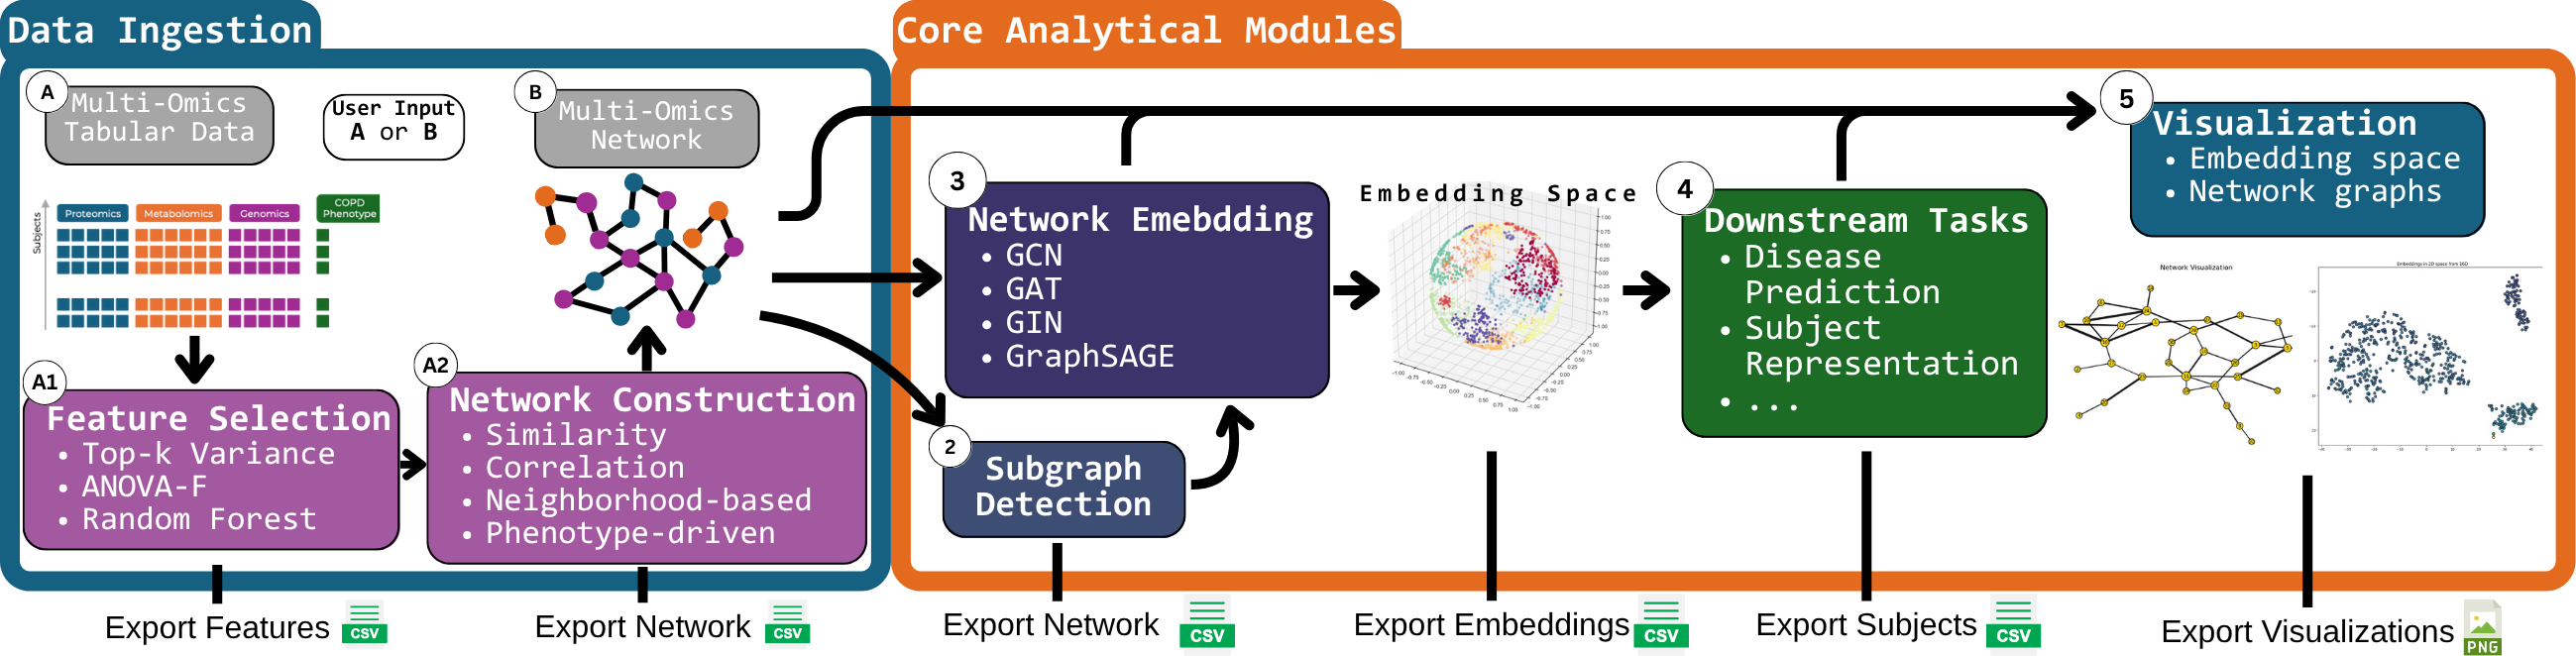 Data Ingestion
Core Analytical Modules
A
Multi-Omics
Tabular Data
User Input
A or B
B
Multi-Omics
Network
Subjects
Proteomics
Metabolomics
Genomics
COPD
Phenotype
A1
Feature Selection
• Top-k Variance
• ANOVA-F
• Random Forest
A2
Network Construction
• Similarity
• Correlation
• Neighborhood-based
• Phenotype-driven
3
Network Emebdding
• GCN
• GAT
• GIN
• GraphSAGE
2
Subgraph
Detection
Embedding Space
4
Downstream Tasks
• Disease
Prediction
• Subject
Representation
• ...
5
Visualization
• Embedding space
• Network graphs
Network Visualization
Embeddings in 2D space from 16D
Export Features
CSV
Export Network
CSV
Export Network
CSV
Export Embeddings
CSV
Export Subjects
CSV
Export Visualizations
PNG